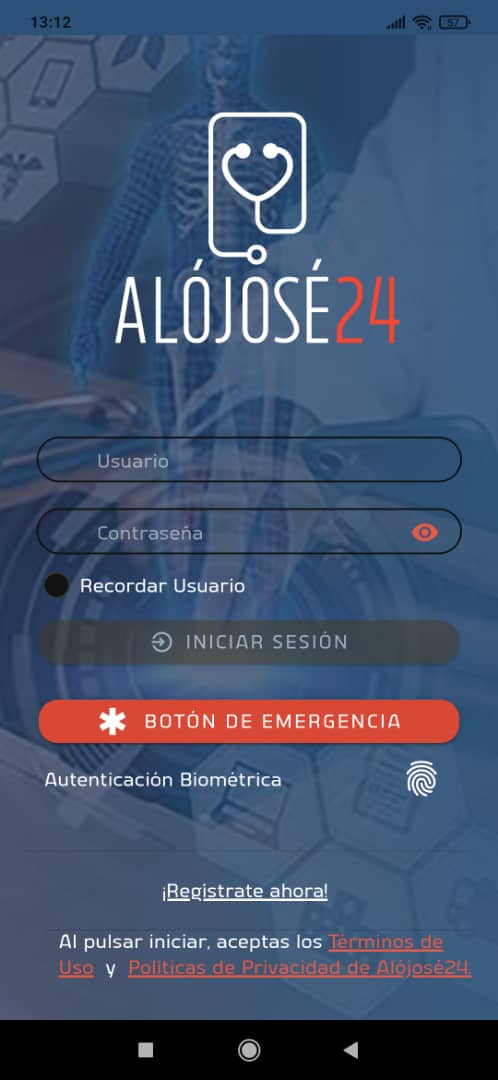 13:12
57
ALÓJOSÉ24
Usuario
Contraseña
Recordar Usuario
INICIAR SESIÓN
BOTÓN DE EMERGENCIA
Autenticación Biométrica
¡Registrate ahora!
Al pulsar iniciar, aceptas los Términos de
Uso y Politicas de Privacidad de Alójosé24.